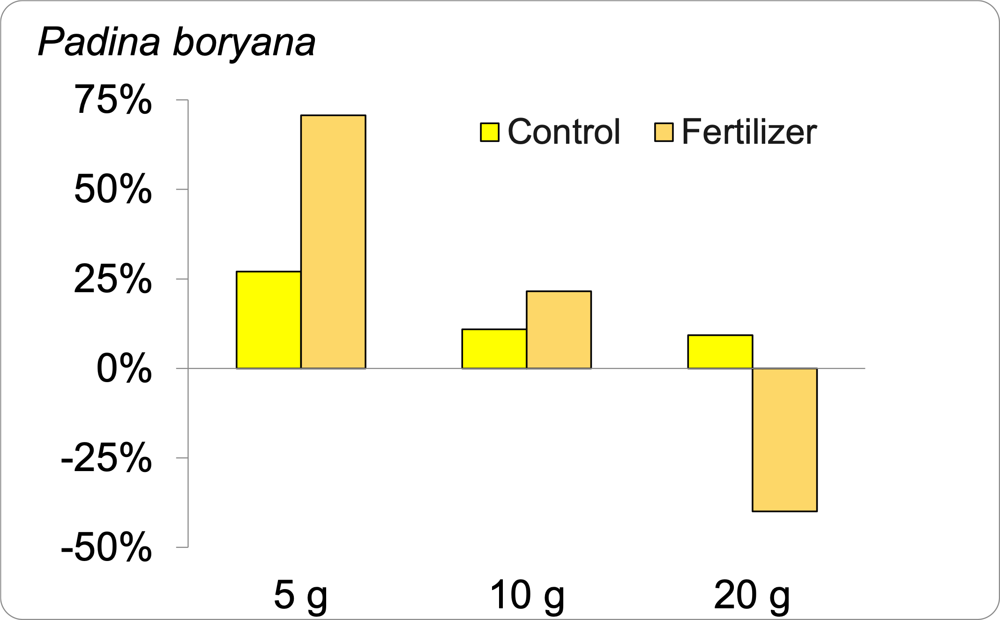 Padina boryana
75%
Control Fertilizer
50%
25%
0%
-25%
-50%
5 g 10 g 20 g